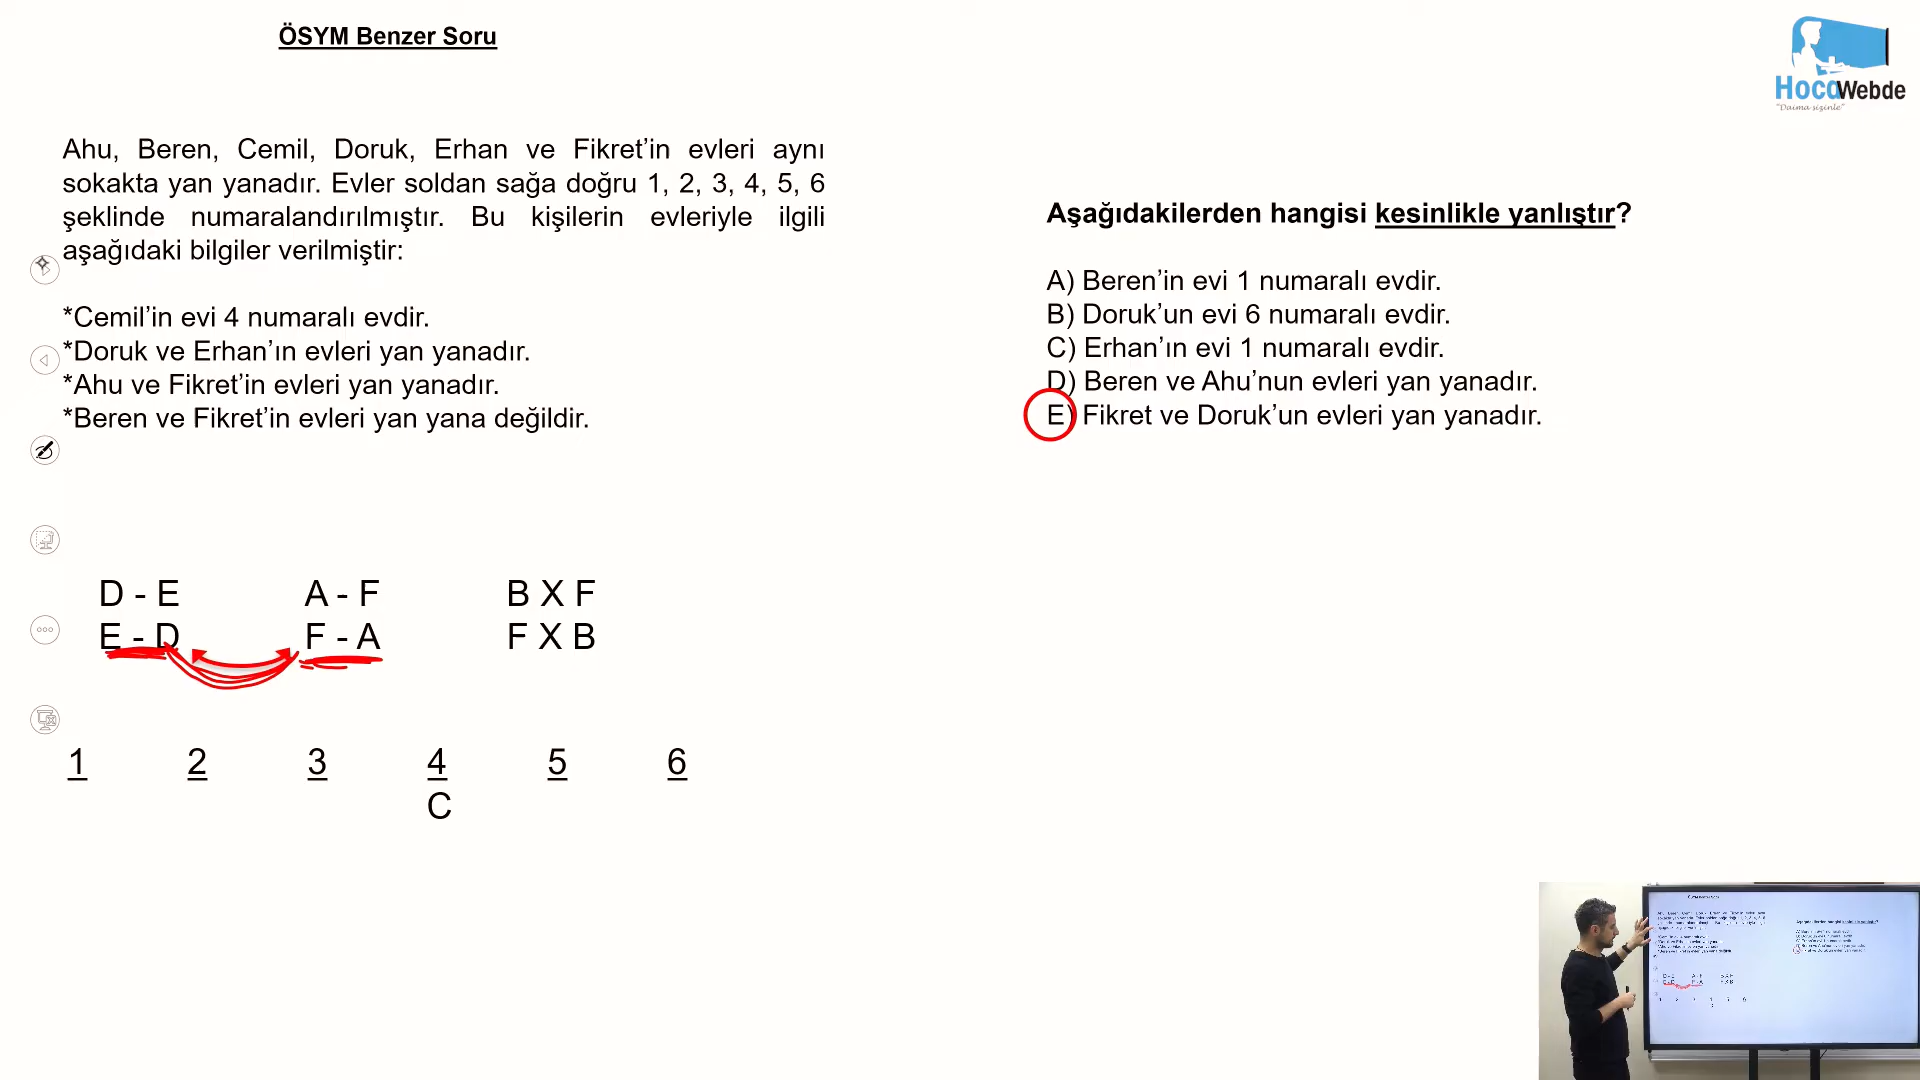 ÖSYM Benzer Soru
HocaWebde
"Daima sizinle"
Ahu, Beren, Cemil, Doruk, Erhan ve Fikret’in evleri aynı
sokakta yan yanadır. Evler soldan sağa doğru 1, 2, 3, 4, 5, 6
şeklinde numaralandırılmıştır. Bu kişilerin evleriyle ilgili
aşağıdaki bilgiler verilmiştir:
*Cemil’in evi 4 numaralı evdir.
*Doruk ve Erhan’ın evleri yan yanadır.
*Ahu ve Fikret’in evleri yan yanadır.
*Beren ve Fikret’in evleri yan yana değildir.
Aşağıdakilerden hangisi kesinlikle yanlıştır?
A) Beren’in evi 1 numaralı evdir.
B) Doruk’un evi 6 numaralı evdir.
C) Erhan’ın evi 1 numaralı evdir.
D) Beren ve Ahu’nun evleri yan yanadır.
E) Fikret ve Doruk’un evleri yan yanadır.
D - E A - F B X F
E - D F - A F X B
1 2 3 4 5 6
C